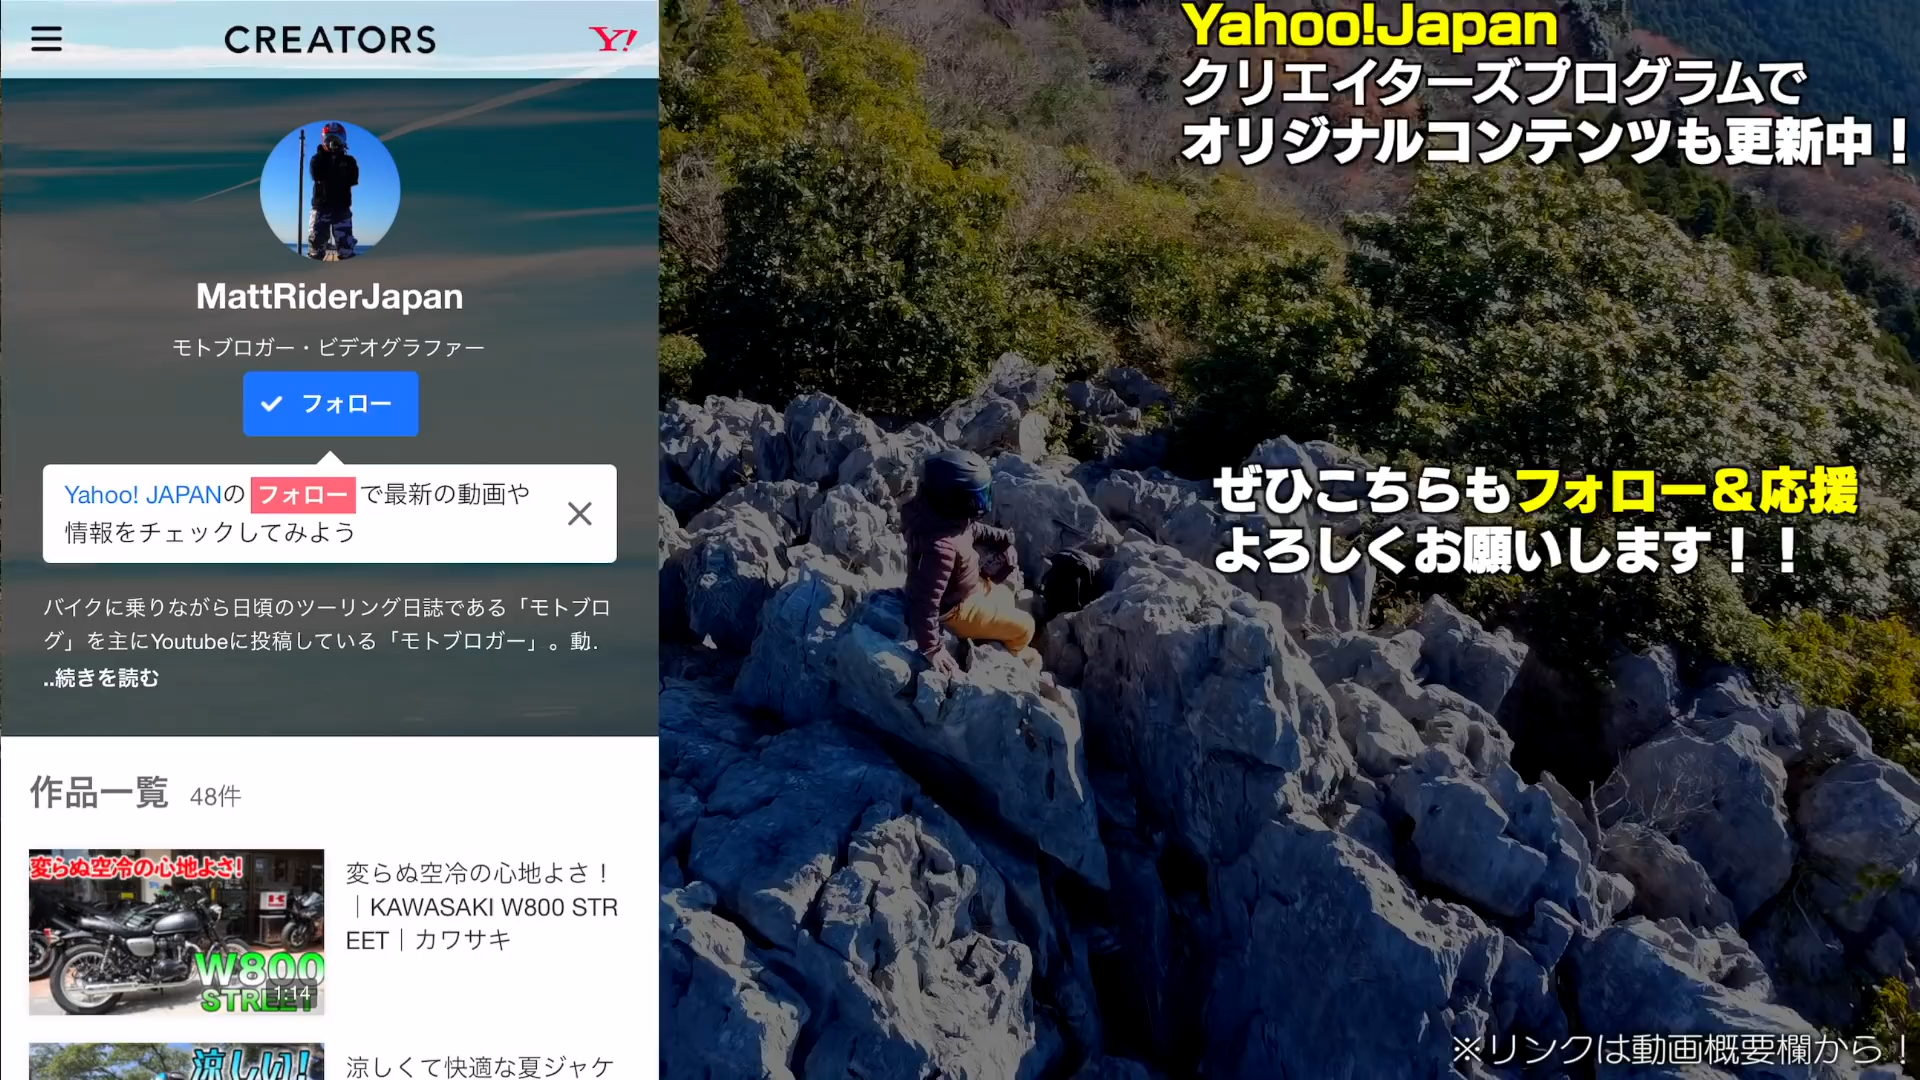 CREATORS
Y!
MattRiderJapan
モトブロガー・ビデオグラファー
フォロー
Yahoo! JAPANの フォロー で最新の動画や
情報をチェックしてみよう
バイクに乗りながら日頃のツーリング日誌である「モトブロ
グ」を主にYoutubeに投稿している「モトブロガー」。動.
..続きを読む
作品一覧 48件
変らぬ空冷の心地よさ!
W800
STREET
1:14
変らぬ空冷の心地よさ！
｜KAWASAKI W800 STR
EET｜カワサキ
涼しい!
涼しくて快適な夏ジャケ
Yahoo!Japan
クリエイターズプログラムで
オリジナルコンテンツも更新中！
ぜひこちらもフォロー＆応援
よろしくお願いします！！
※リンクは動画概要欄から！